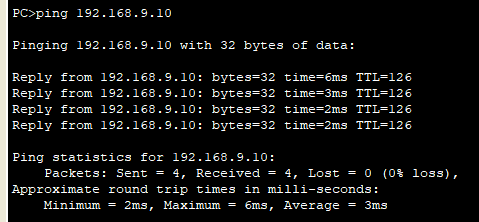 PC>ping 192.168.9.10
Pinging 192.168.9.10 with 32 bytes of data:
Reply from 192.168.9.10: bytes=32 time=6ms TTL=126
Reply from 192.168.9.10: bytes=32 time=3ms TTL=126
Reply from 192.168.9.10: bytes=32 time=2ms TTL=126
Reply from 192.168.9.10: bytes=32 time=2ms TTL=126
Ping statistics for 192.168.9.10:
Packets: Sent = 4, Received = 4, Lost = 0 (0% loss),
Approximate round trip times in milli-seconds:
Minimum = 2ms, Maximum = 6ms, Average = 3ms